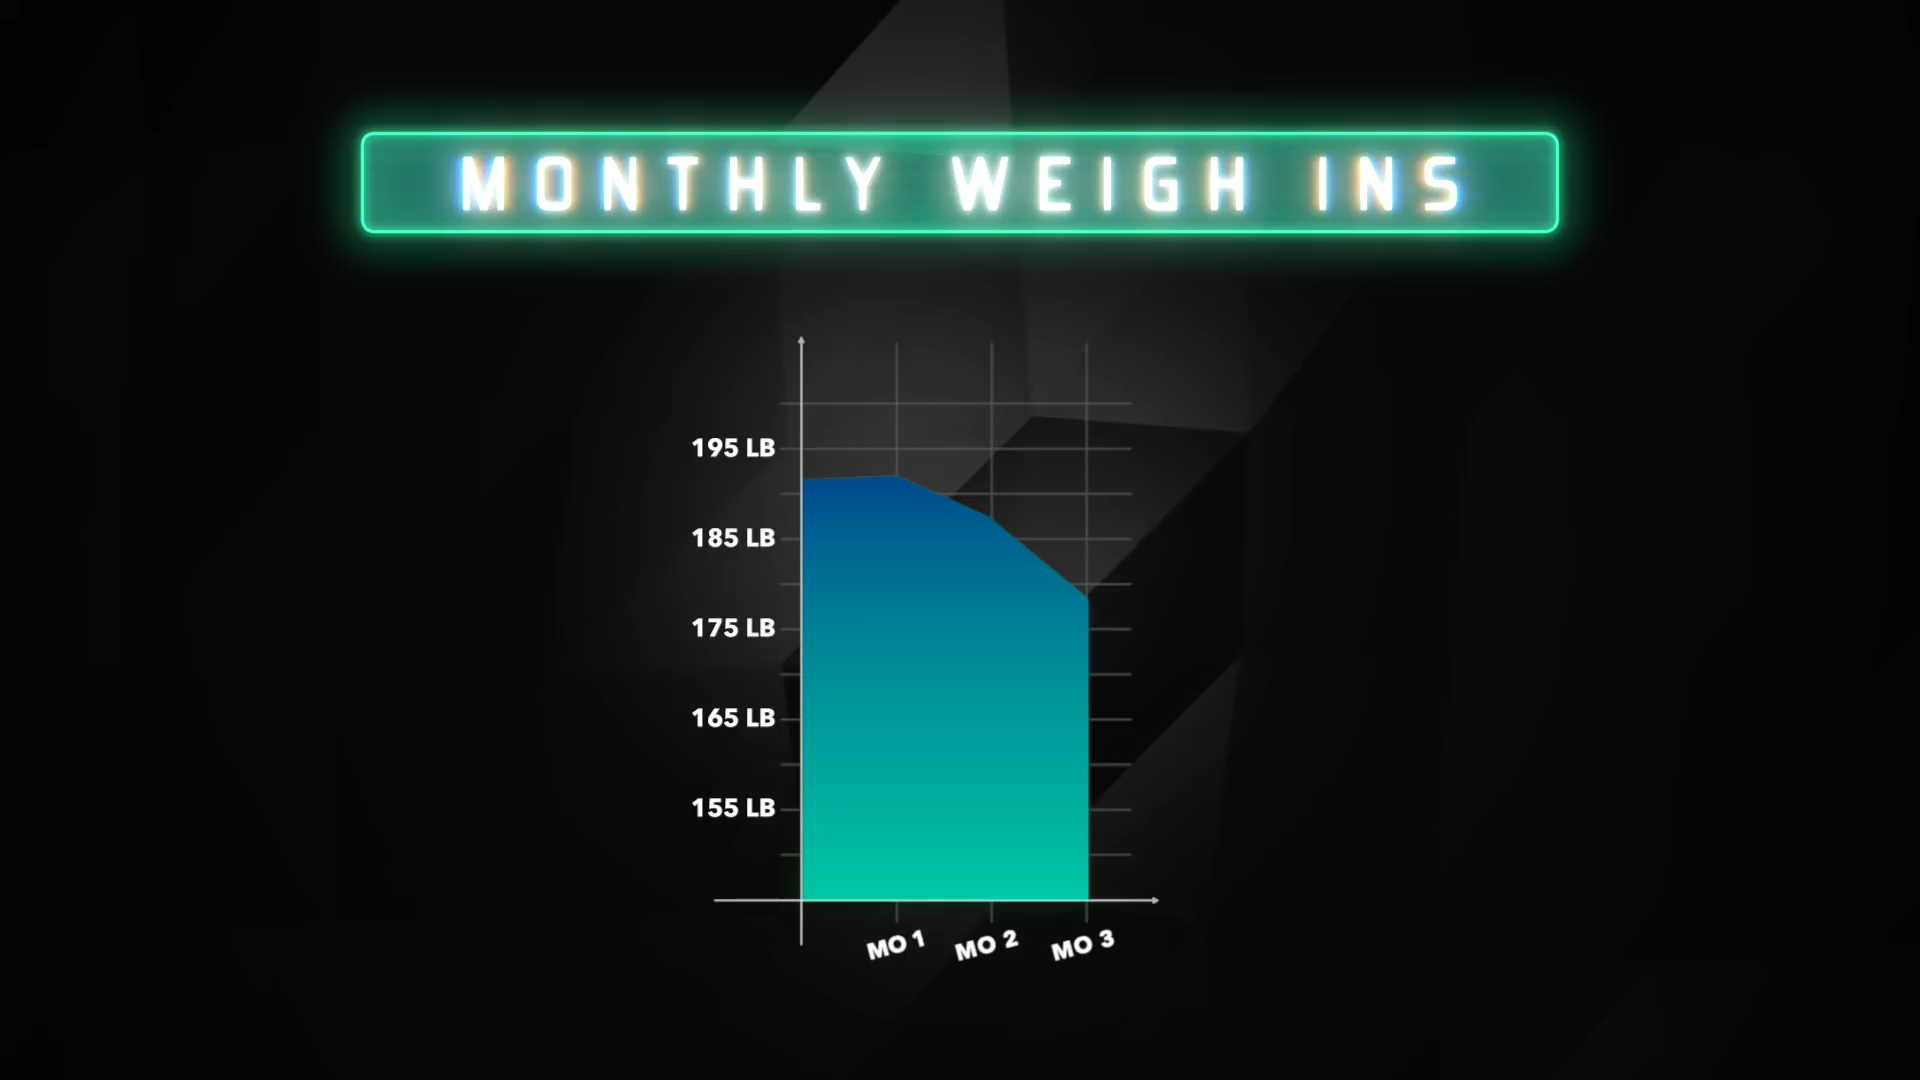 MONTHLY WEIGH INS
195 LB
185 LB
175 LB
165 LB
155 LB
MO 1 MO 2 MO 3